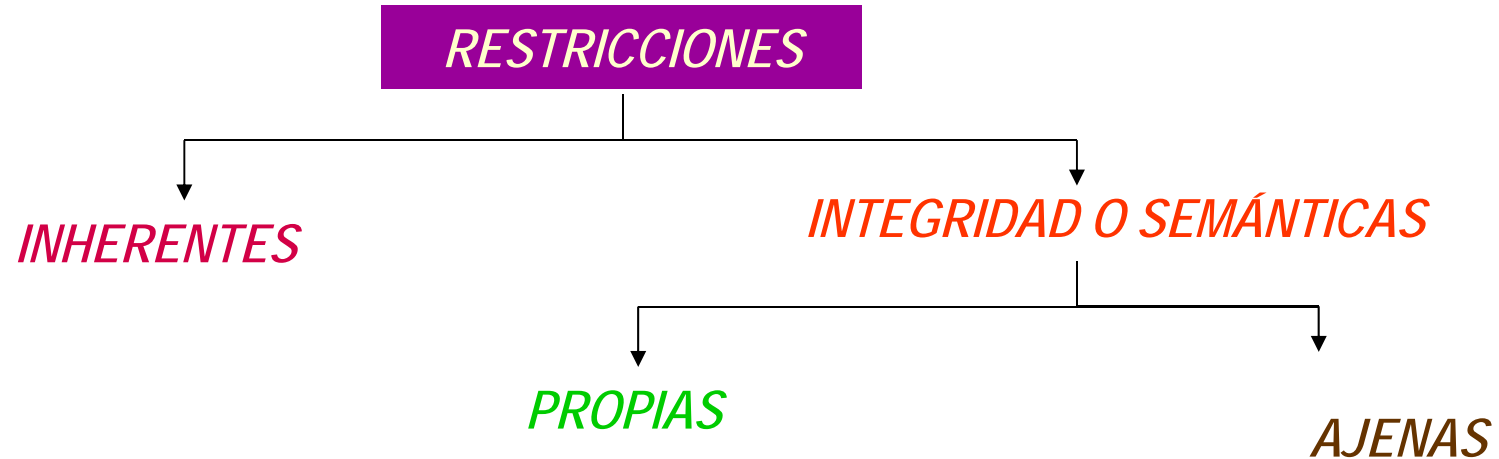 RESTRICCIONES
INHERENTES
INTEGRIDAD O SEMÁNTICAS
PROPIAS
AJENAS